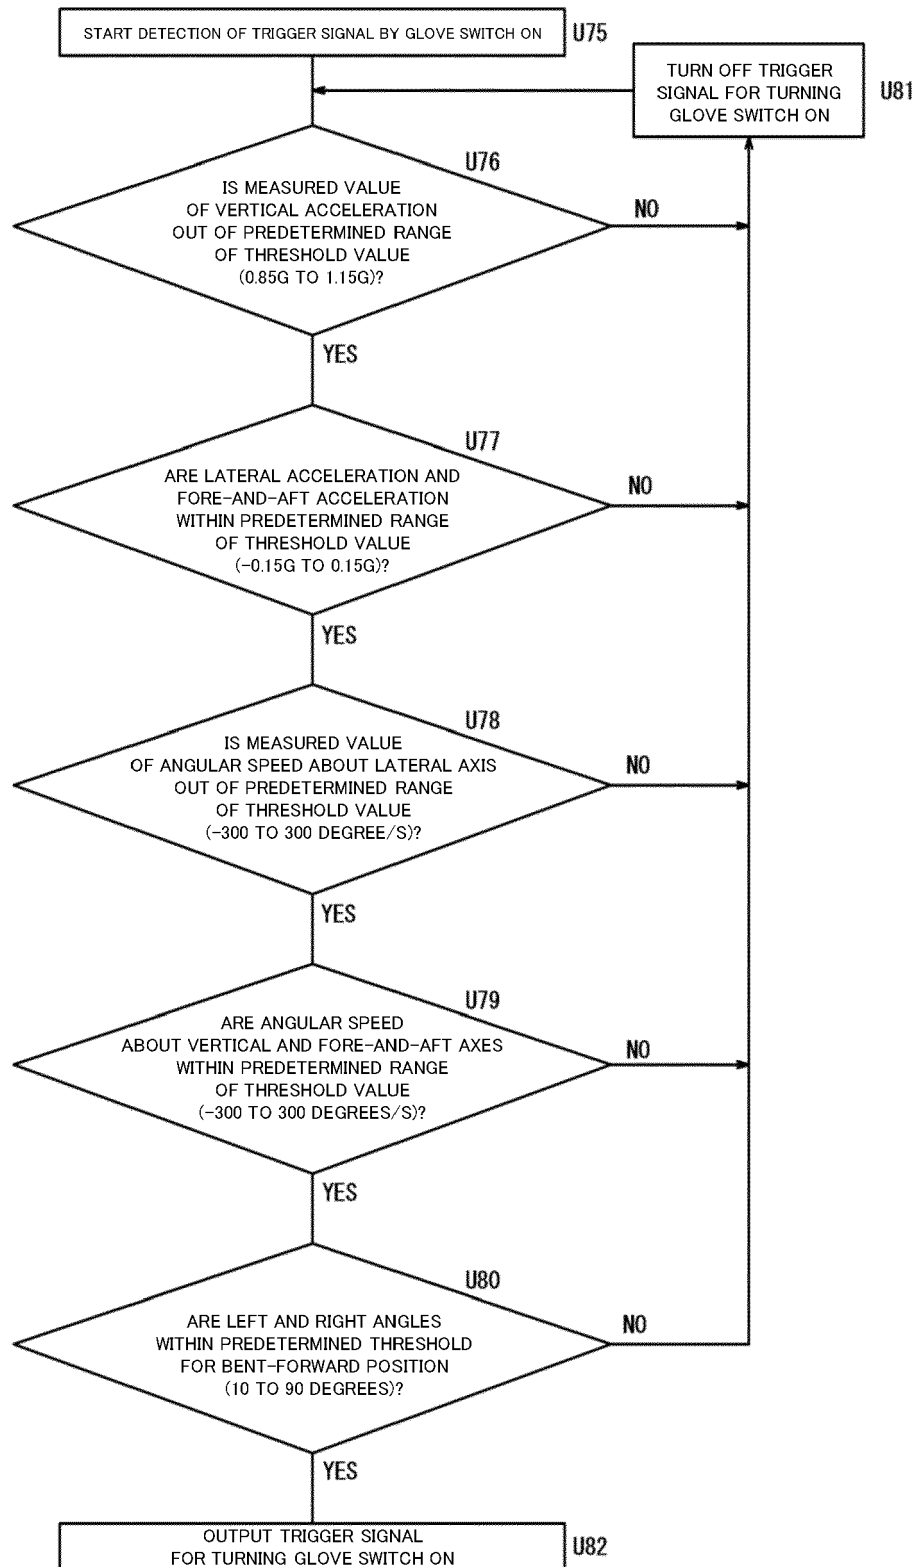 START DETECTION OF TRIGGER SIGNAL BY GLOVE SWITCH ON
U75
TURN OFF TRIGGER
SIGNAL FOR TURNING
GLOVE SWITCH ON
U81
U76
IS MEASURED VALUE
OF VERTICAL ACCELERATION
OUT OF PREDETERMINED RANGE
OF THRESHOLD VALUE
(0.85G TO 1.15G)?
NO
YES
U77
ARE LATERAL ACCELERATION AND
FORE-AND-AFT ACCELERATION
WITHIN PREDETERMINED RANGE
OF THRESHOLD VALUE
(-0.15G TO 0.15G)?
NO
YES
U78
IS MEASURED VALUE
OF ANGULAR SPEED ABOUT LATERAL AXIS
OUT OF PREDETERMINED RANGE
OF THRESHOLD VALUE
(-300 TO 300 DEGREE/S)?
NO
YES
U79
ARE ANGULAR SPEED
ABOUT VERTICAL AND FORE-AND-AFT AXES
WITHIN PREDETERMINED RANGE
OF THRESHOLD VALUE
(-300 TO 300 DEGREES/S)?
NO
YES
U80
ARE LEFT AND RIGHT ANGLES
WITHIN PREDETERMINED THRESHOLD
FOR BENT-FORWARD POSITION
(10 TO 90 DEGREES)?
NO
YES
OUTPUT TRIGGER SIGNAL
FOR TURNING GLOVE SWITCH ON
U82